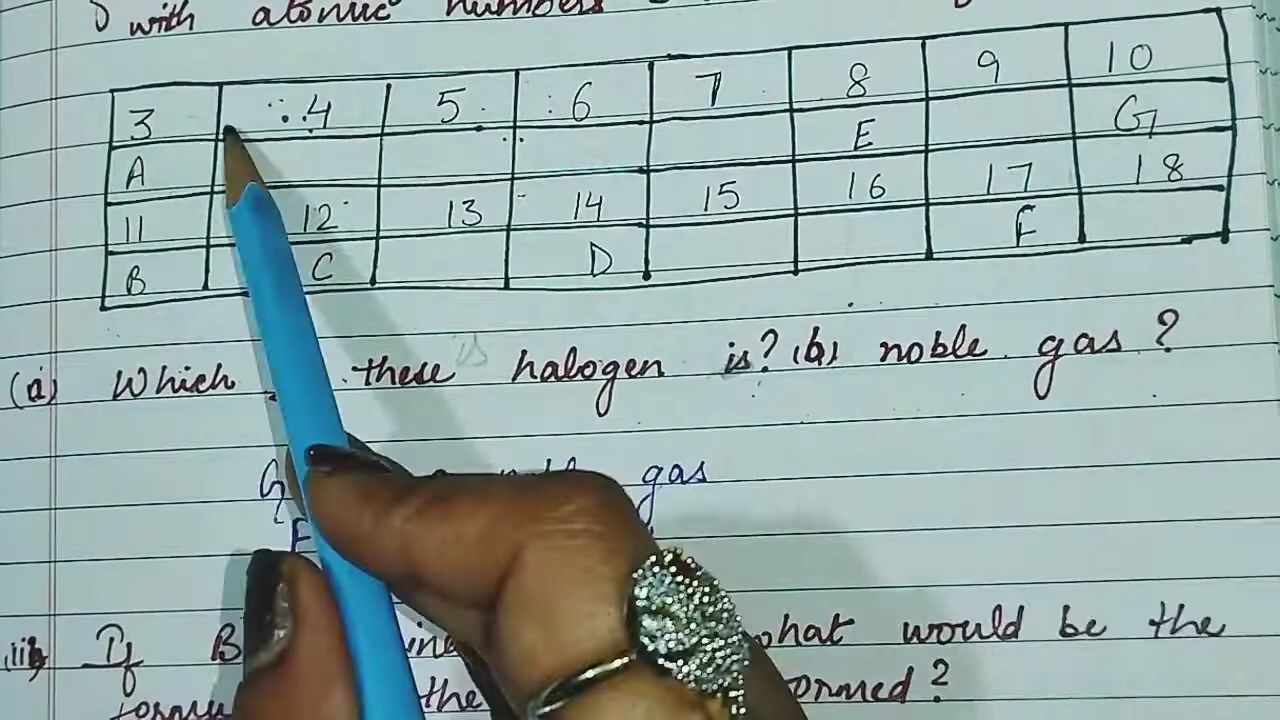 with atomic numbers
3 4 5 6 7 8 9 10
A E G
11 12 13 14 15 16 17 18
B C D F
(a) Which these is halogen is? (b) noble gas?
G gas
F
(ii) If B what would be the
the formed?